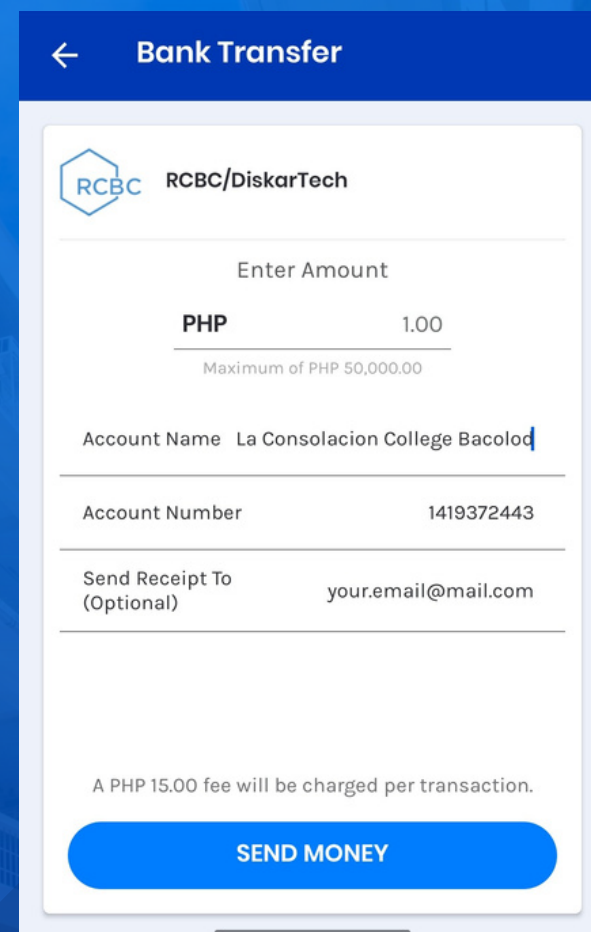 Bank Transfer
RCBC RCBC/DiskarTech
Enter Amount
PHP 1.00
Maximum of PHP 50,000.00
Account Name La Consolacion College Bacolod
Account Number 1419372443
Send Receipt To
(Optional) your.email@mail.com
A PHP 15.00 fee will be charged per transaction.
SEND MONEY